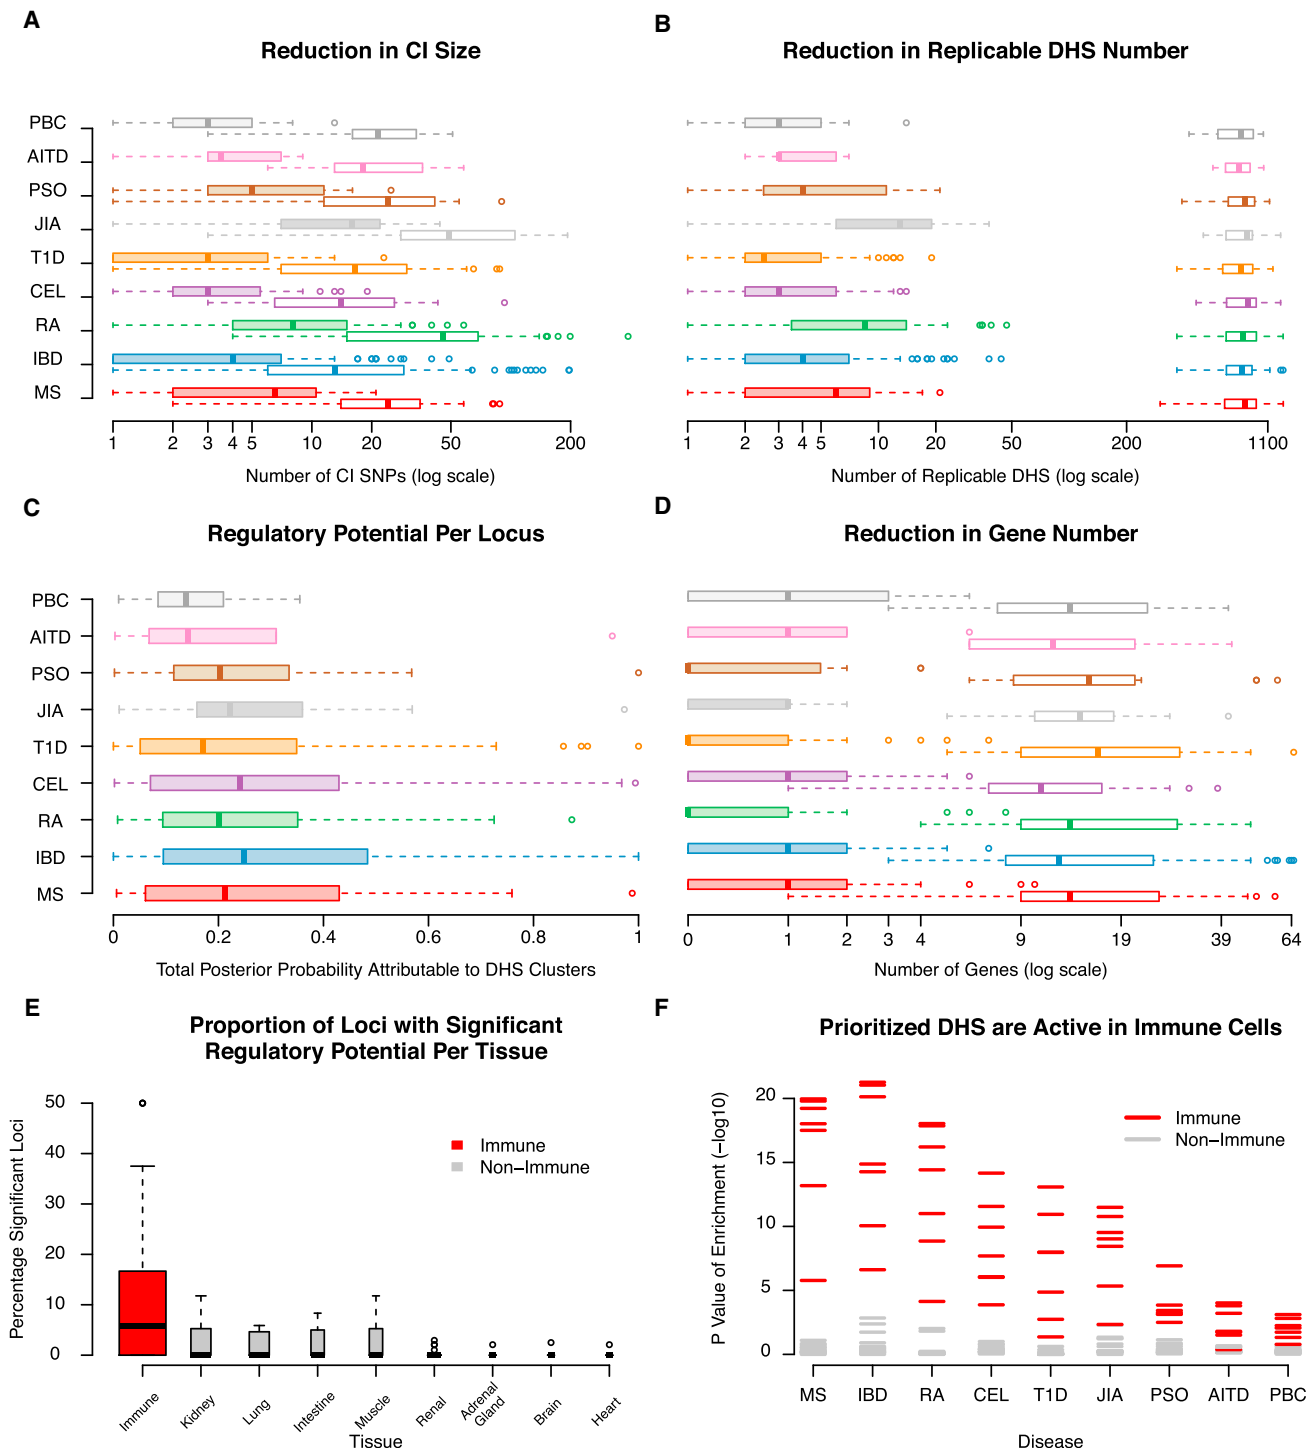 A
Reduction in CI Size
PBC
AITD
PSO
JIA
T1D
CEL
RA
IBD
MS
1 2 3 4 5 10 20 50 200
Number of CI SNPs (log scale)
B
Reduction in Replicable DHS Number
1 2 3 4 5 10 20 50 200 1100
Number of Replicable DHS (log scale)
C
Regulatory Potential Per Locus
PBC
AITD
PSO
JIA
T1D
CEL
RA
IBD
MS
0 0.2 0.4 0.6 0.8 1
Total Posterior Probability Attributable to DHS Clusters
D
Reduction in Gene Number
0 1 2 3 4 9 19 39 64
Number of Genes (log scale)
E
Proportion of Loci with Significant
Regulatory Potential Per Tissue
Percentage Significant Loci
50
40
30
20
10
0
Immune
Non−Immune
Immune
Kidney
Lung
Intestine
Muscle
Renal
Adrenal
Gland
Brain
Heart
Tissue
F
Prioritized DHS are Active in Immune Cells
P Value of Enrichment (−log10)
20
15
10
5
0
Immune
Non−Immune
MS IBD RA CEL T1D JIA PSO AITD PBC
Disease